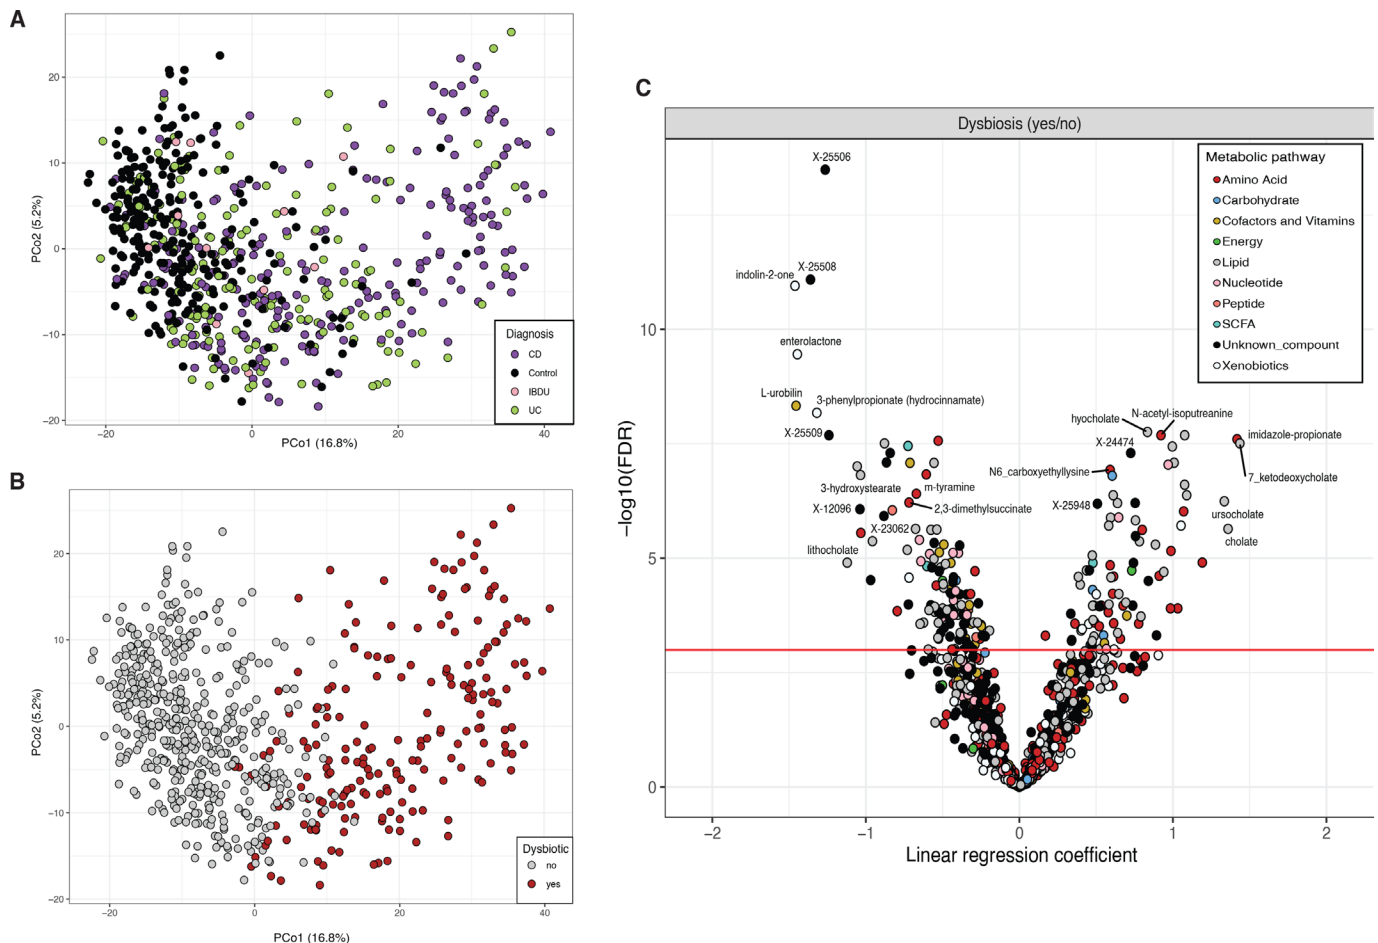 A
20
10
0
−10
−20
PCo2 (5.2%)
−20
0
20
40
PCo1 (16.8%)
Diagnosis
CD
Control
IBDU
UC
B
20
10
0
−10
−20
PCo2 (5.2%)
−20
0
20
40
PCo1 (16.8%)
Dysbiotic
no
yes
C
Dysbiosis (yes/no)
Metabolic pathway
Amino Acid
Carbohydrate
Cofactors and Vitamins
Energy
Lipid
Nucleotide
Peptide
SCFA
Unknown_compound
Xenobiotics
X-25506
X-25508
indolin-2-one
enterolactone
L-urobilin
3-phenylpropionate (hydrocinnamate)
X-25509
hyocholate
N-acetyl-isoputreanine
X-24474
imidazole-propionate
7_ketodeoxycholate
N6_carboxyethyllysine
3-hydroxystearate
m-tyramine
X-12096
2,3-dimethylsuccinate
X-25948
ursocholate
X-23062
lithocholate
cholate
10
5
0
−log10(FDR)
−2
−1
0
1
2
Linear regression coefficient